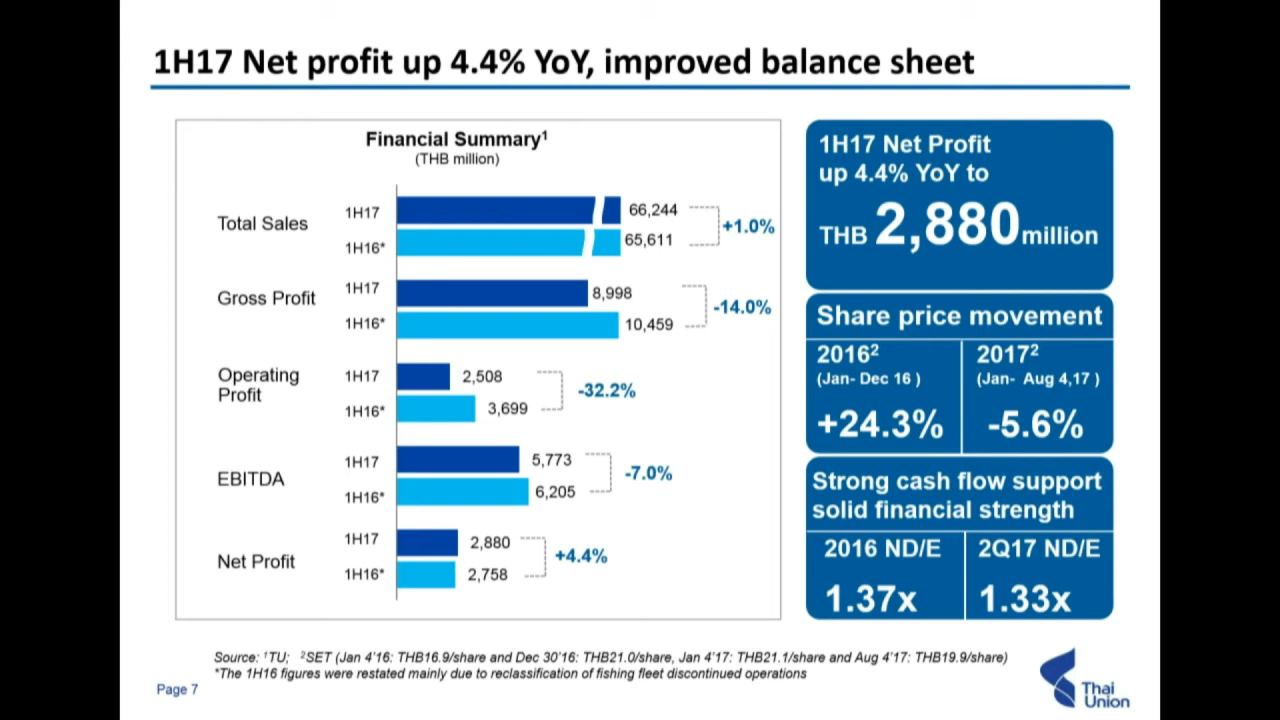 1H17 Net profit up 4.4% YoY, improved balance sheet
Financial Summary¹
(THB million)
Total Sales
1H17
66,244
1H16*
65,611
+1.0%
Gross Profit
1H17
8,998
1H16*
10,459
-14.0%
Operating
Profit
1H17
2,508
1H16*
3,699
-32.2%
EBITDA
1H17
5,773
1H16*
6,205
-7.0%
Net Profit
1H17
2,880
1H16*
2,758
+4.4%
1H17 Net Profit
up 4.4% YoY to
THB 2,880 million
Share price movement
2016²
(Jan- Dec 16 )
+24.3%
2017²
(Jan- Aug 4,17 )
-5.6%
Strong cash flow support
solid financial strength
2016 ND/E
1.37x
2Q17 ND/E
1.33x
Source: ¹TU; ²SET (Jan 4'16: THB16.9/share and Dec 30'16: THB21.0/share, Jan 4'17: THB21.1/share and Aug 4'17: THB19.9/share)
*The 1H16 figures were restated mainly due to reclassification of fishing fleet discontinued operations
Page 7
Thai
Union